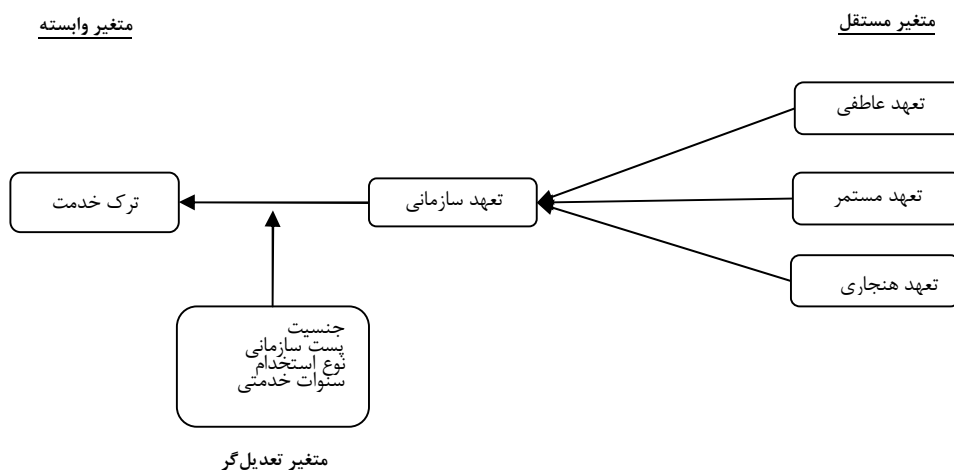 متغیر مستقل
متغیر وابسته
تعهد عاطفی
تعهد مستمر
تعهد سازمانی
ترک خدمت
تعهد هنجاری
جنسیت
پست سازمانی
نوع استخدام
سنوات خدمتی
متغیر تعدیل‌گر